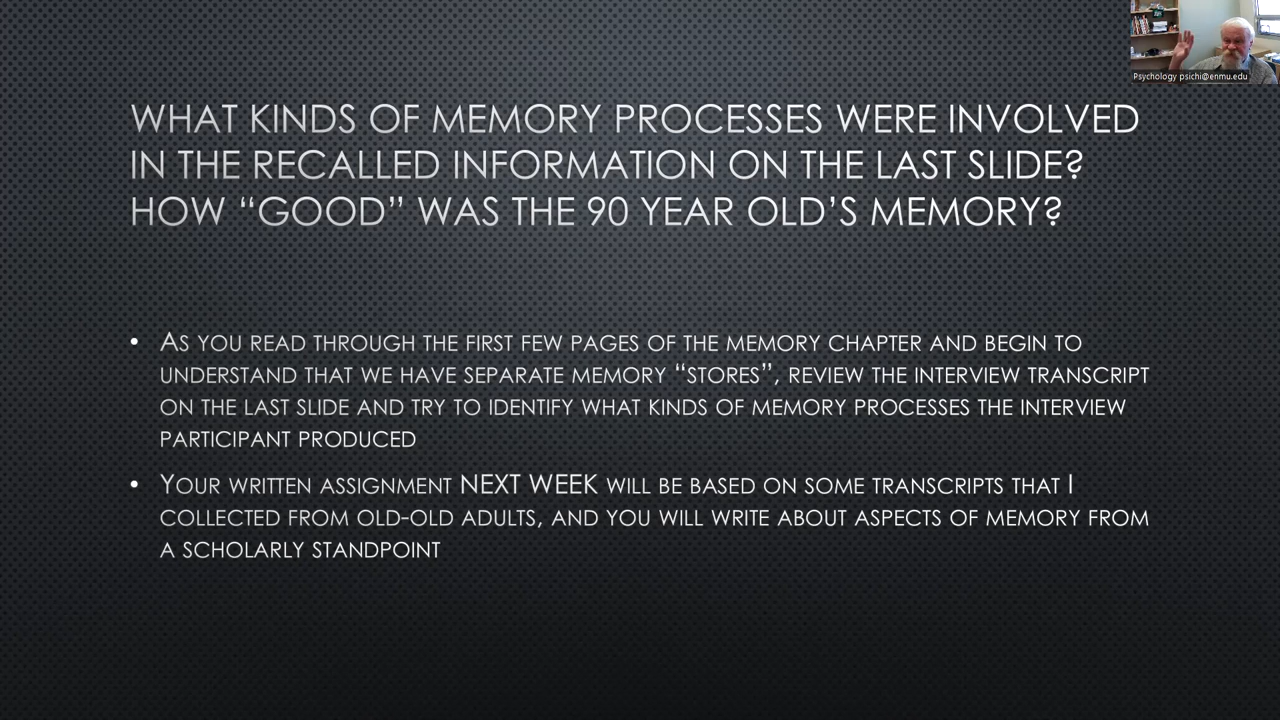 Psychology psichi@enmu.edu
WHAT KINDS OF MEMORY PROCESSES WERE INVOLVED
IN THE RECALLED INFORMATION ON THE LAST SLIDE?
HOW “GOOD” WAS THE 90 YEAR OLD’S MEMORY?
• AS YOU READ THROUGH THE FIRST FEW PAGES OF THE MEMORY CHAPTER AND BEGIN TO
UNDERSTAND THAT WE HAVE SEPARATE MEMORY “STORES”, REVIEW THE INTERVIEW TRANSCRIPT
ON THE LAST SLIDE AND TRY TO IDENTIFY WHAT KINDS OF MEMORY PROCESSES THE INTERVIEW
PARTICIPANT PRODUCED
• YOUR WRITTEN ASSIGNMENT NEXT WEEK WILL BE BASED ON SOME TRANSCRIPTS THAT I
COLLECTED FROM OLD-OLD ADULTS, AND YOU WILL WRITE ABOUT ASPECTS OF MEMORY FROM
A SCHOLARLY STANDPOINT